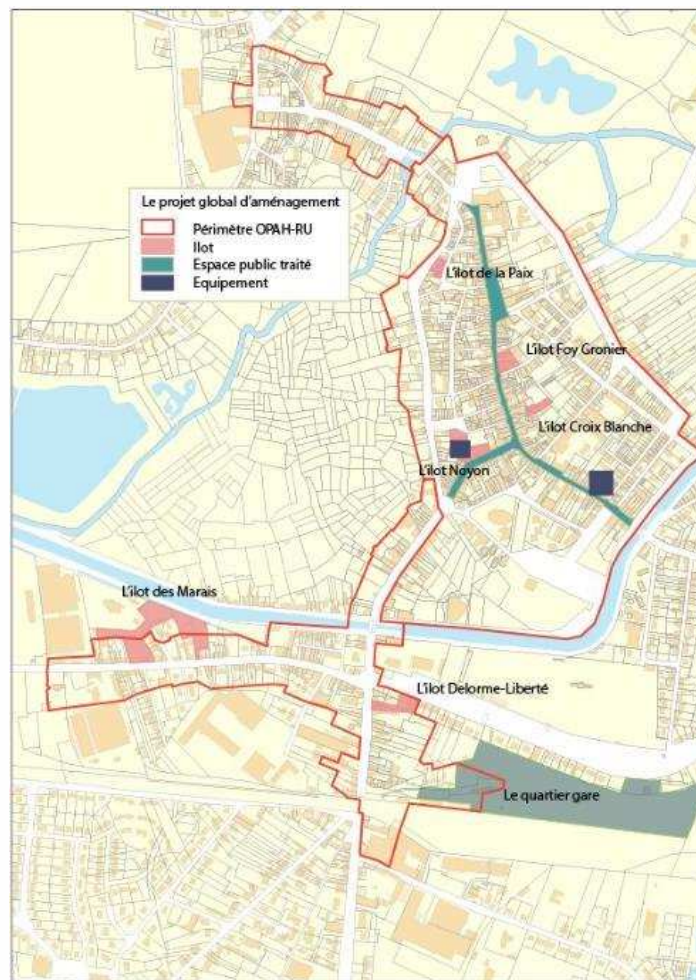 Le projet global d'aménagement
Périmètre OPAH-RU
Ilot
Espace public traité
Equipement
L'ilot de la Paix
L'ilot Foy Gronier
L'ilot Croix Blanche
L'ilot Noyon
L'ilot des Marais
L'ilot Delorme-Liberté
Le quartier gare